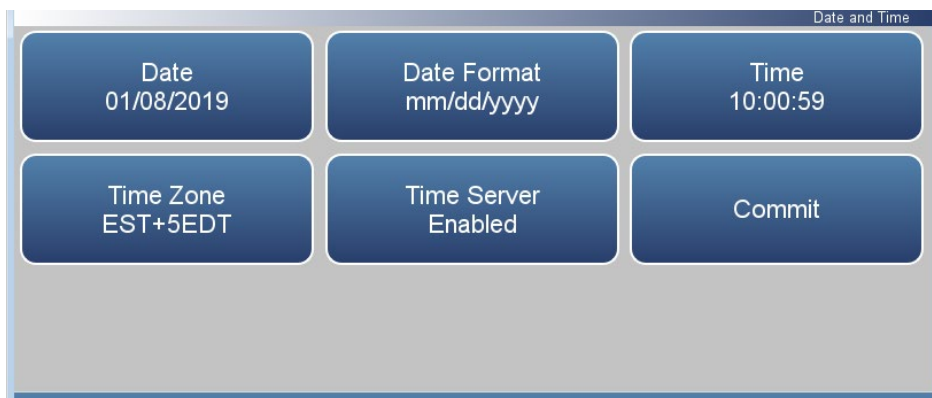 Date and Time
Date
01/08/2019
Date Format
mm/dd/yyyy
Time
10:00:59
Time Zone
EST+5EDT
Time Server
Enabled
Commit